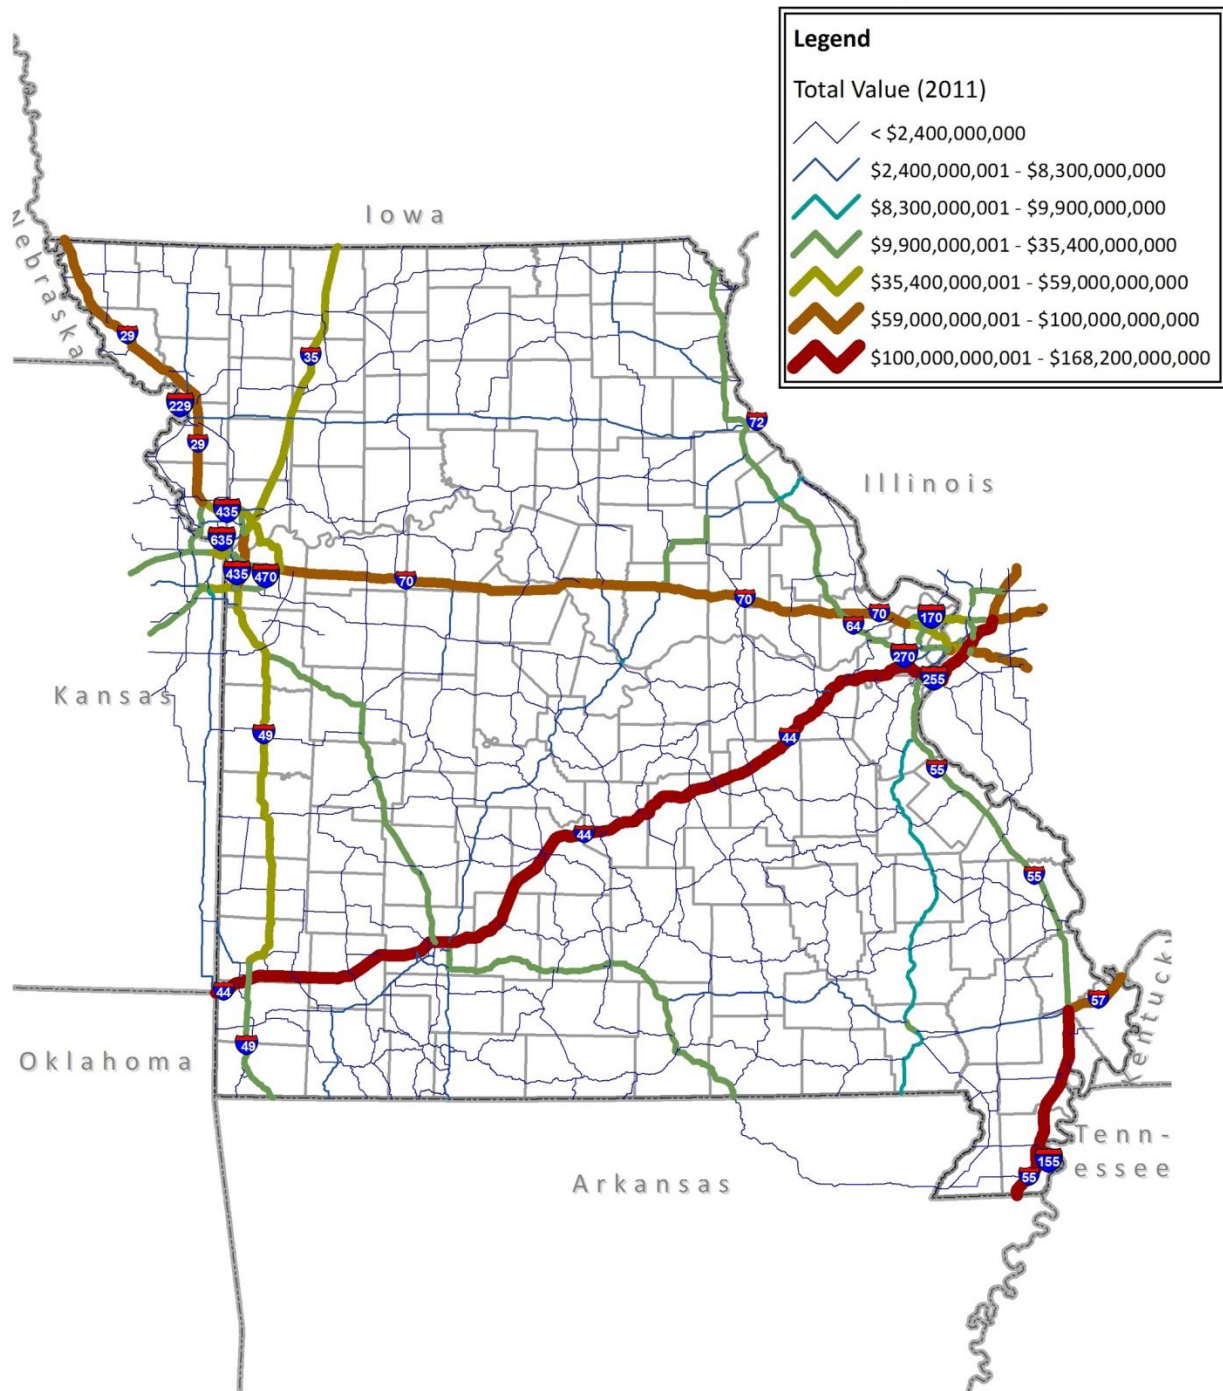 Legend
Total Value (2011)
< $2,400,000,000
$2,400,000,001 - $8,300,000,000
$8,300,000,001 - $9,900,000,000
$9,900,000,001 - $35,400,000,000
$35,400,000,001 - $59,000,000,000
$59,000,000,001 - $100,000,000,000
$100,000,000,001 - $168,200,000,000
Iowa
Nebraska
29
35
229
72
29
Illinois
435
635
435
470
70
70
70
170
64
270
255
Kansas
49
44
55
44
55
44
57
Kentuck
49
Oklahoma
Tenn-
essee
155
55
Arkansas